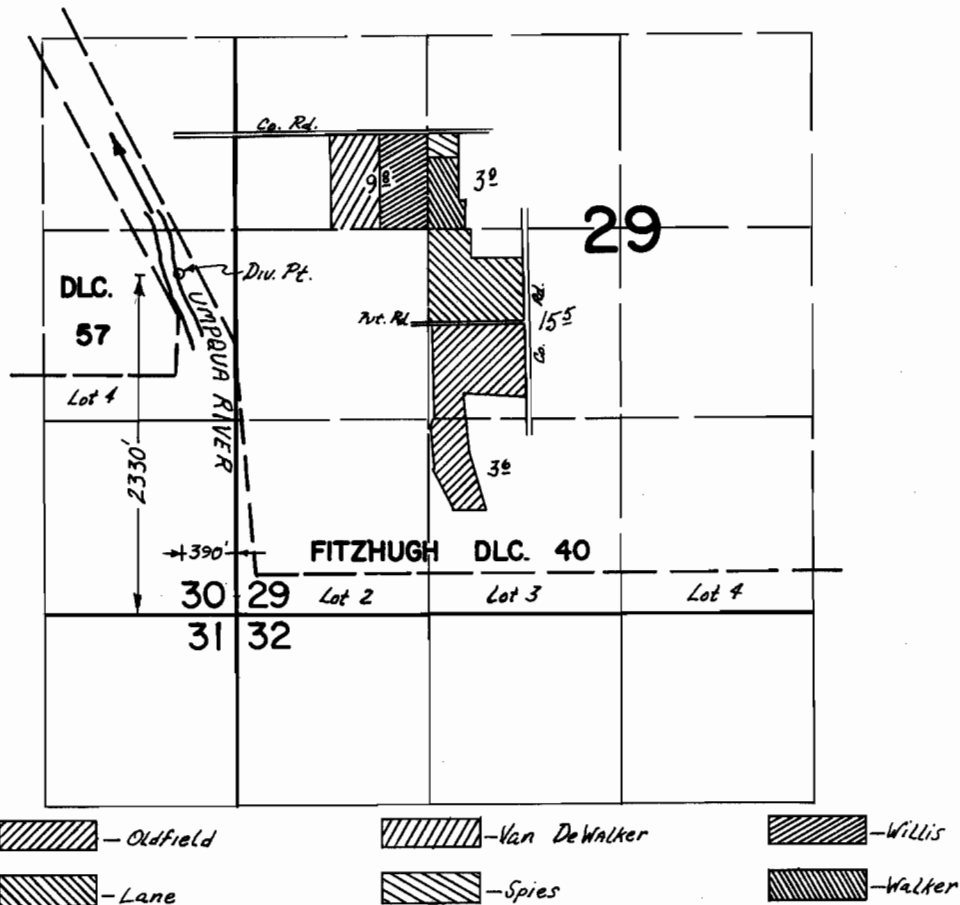 Co. Rd.
9 8
3 9
29
DLC.
57
Div. Pt.
UMPQUA RIVER
Pvt. Rd.
Co. Rd.
15 5
Lot 4
2330'
3 6
390'
FITZHUGH DLC. 40
30 29 Lot 2 Lot 3 Lot 4
31 32
— Oldfield — Van DeWalker — Willis
— Lane — Spies — Walker